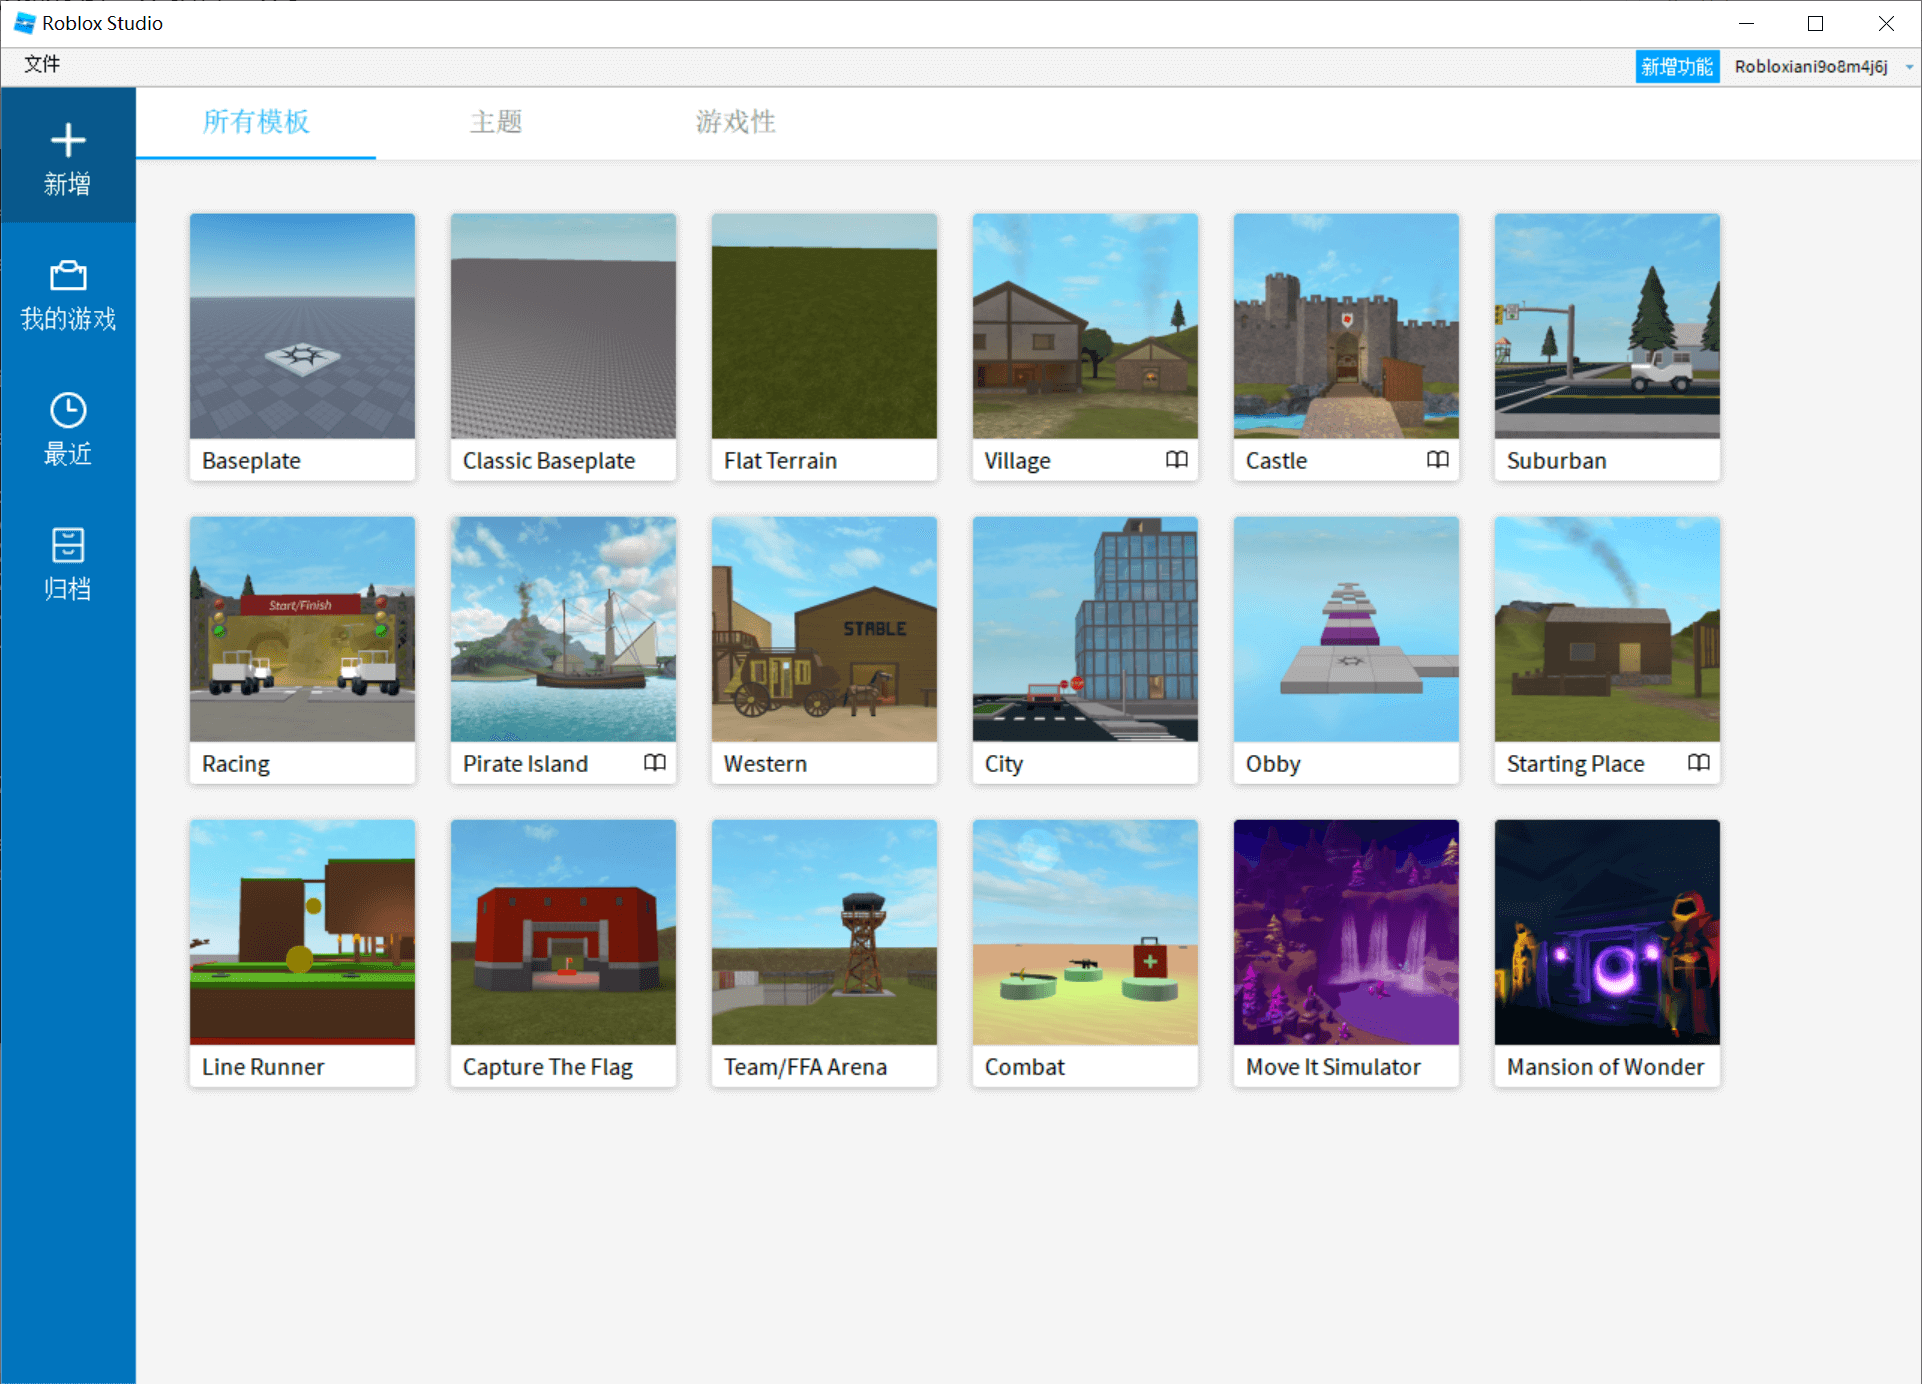 Roblox Studio
文件
新增功能
Robloxiani9o8m4j6j
新增
我的游戏
最近
归档
所有模板
主题
游戏性
Baseplate
Classic Baseplate
Flat Terrain
Village
Castle
Suburban
Start/Finish
STABLE
Racing
Pirate Island
Western
City
Obby
Starting Place
Line Runner
Capture The Flag
Team/FFA Arena
Combat
Move It Simulator
Mansion of Wonder